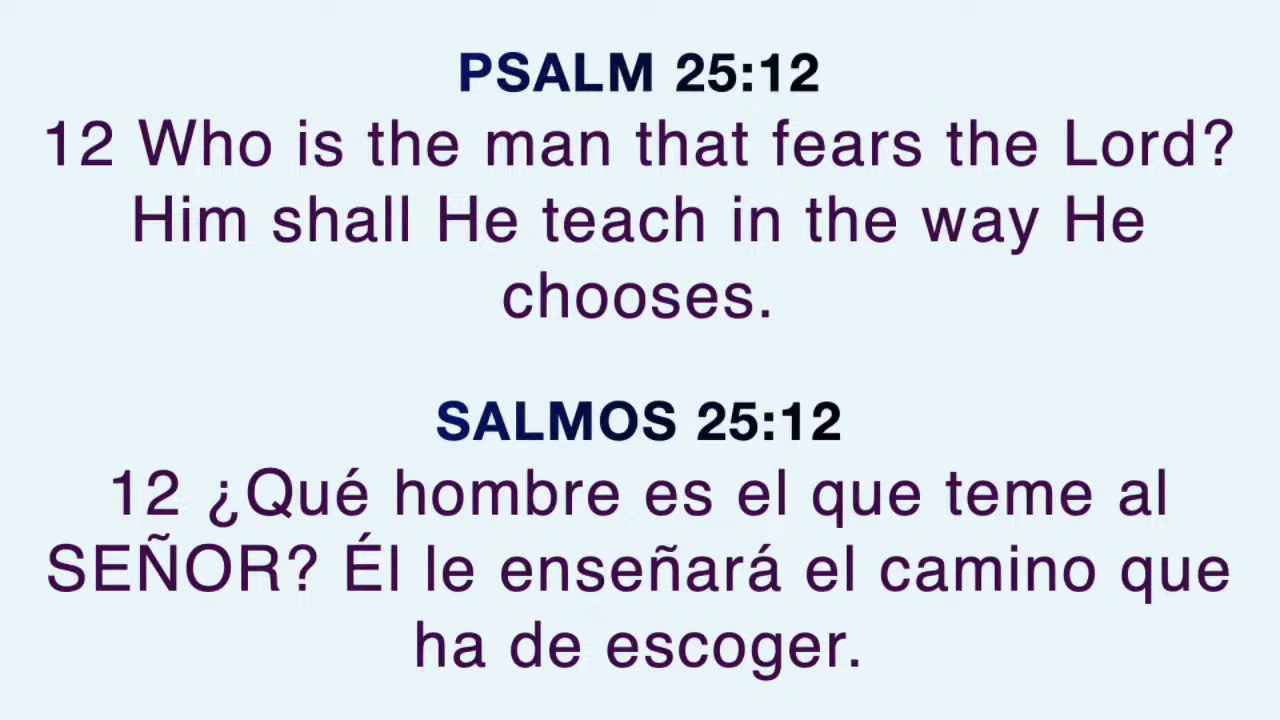 PSALM 25:12
12 Who is the man that fears the Lord?
Him shall He teach in the way He
chooses.
SALMOS 25:12
12 ¿Qué hombre es el que teme al
SEÑOR? Él le enseñará el camino que
ha de escoger.